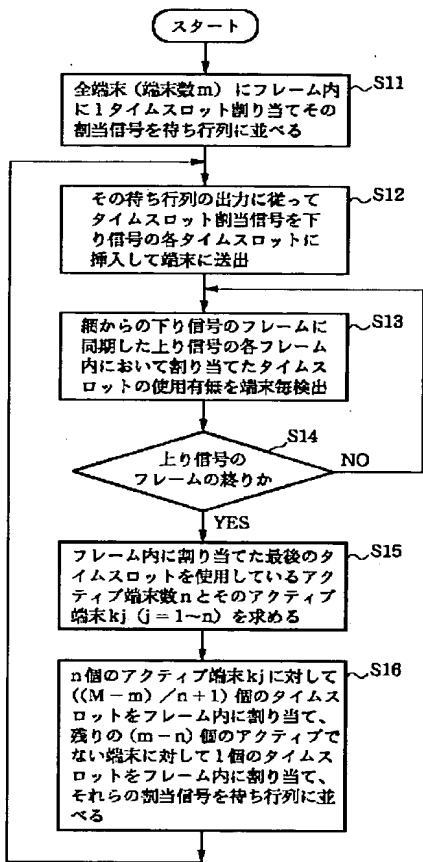 スタート
S11
全端末（端末数m）にフレーム内
に1タイムスロット割り当てその
割当信号を待ち行列に並べる
S12
その待ち行列の出力に従って
タイムスロット割当信号を下
り信号の各タイムスロットに
挿入して端末に送出
S13
網からの下り信号のフレームに
同期した上り信号の各フレーム
内において割り当てたタイムス
ロットの使用有無を端末毎検出
S14
上り信号の
フレームの終りか
NO
YES
S15
フレーム内に割り当てた最後のタ
イムスロットを使用しているアク
ティブ端末数nとそのアクティブ
端末kj（j＝1〜n）を求める
S16
n個のアクティブ端末kjに対して
((M－m)／n＋1)個のタイムス
ロットをフレーム内に割り当て、
残りの(m－n)個のアクティブで
ない端末に対して1個のタイムス
ロットをフレーム内に割り当て、
それらの割当信号を待ち行列に並
べる